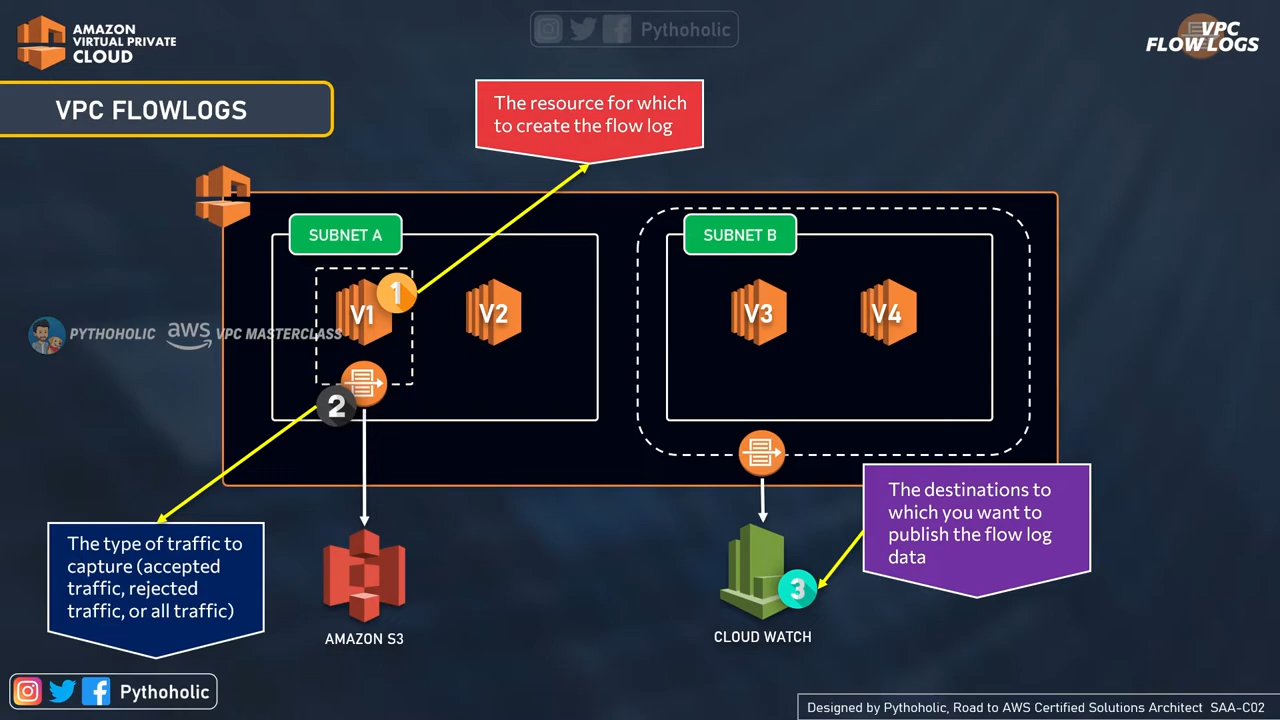 AMAZON
VIRTUAL PRIVATE
CLOUD
Pythoholic
VPC
FLOW LOGS
VPC FLOWLOGS
The resource for which
to create the flow log
SUBNET A
SUBNET B
V1
1
V2
V3
V4
PYTHOHOLIC
aws
VPC MASTERCLASS
2
The type of traffic to
capture (accepted
traffic, rejected
traffic, or all traffic)
The destinations to
which you want to
publish the flow log
data
3
AMAZON S3
CLOUD WATCH
Pythoholic
Designed by Pythoholic, Road to AWS Certified Solutions Architect SAA-C02